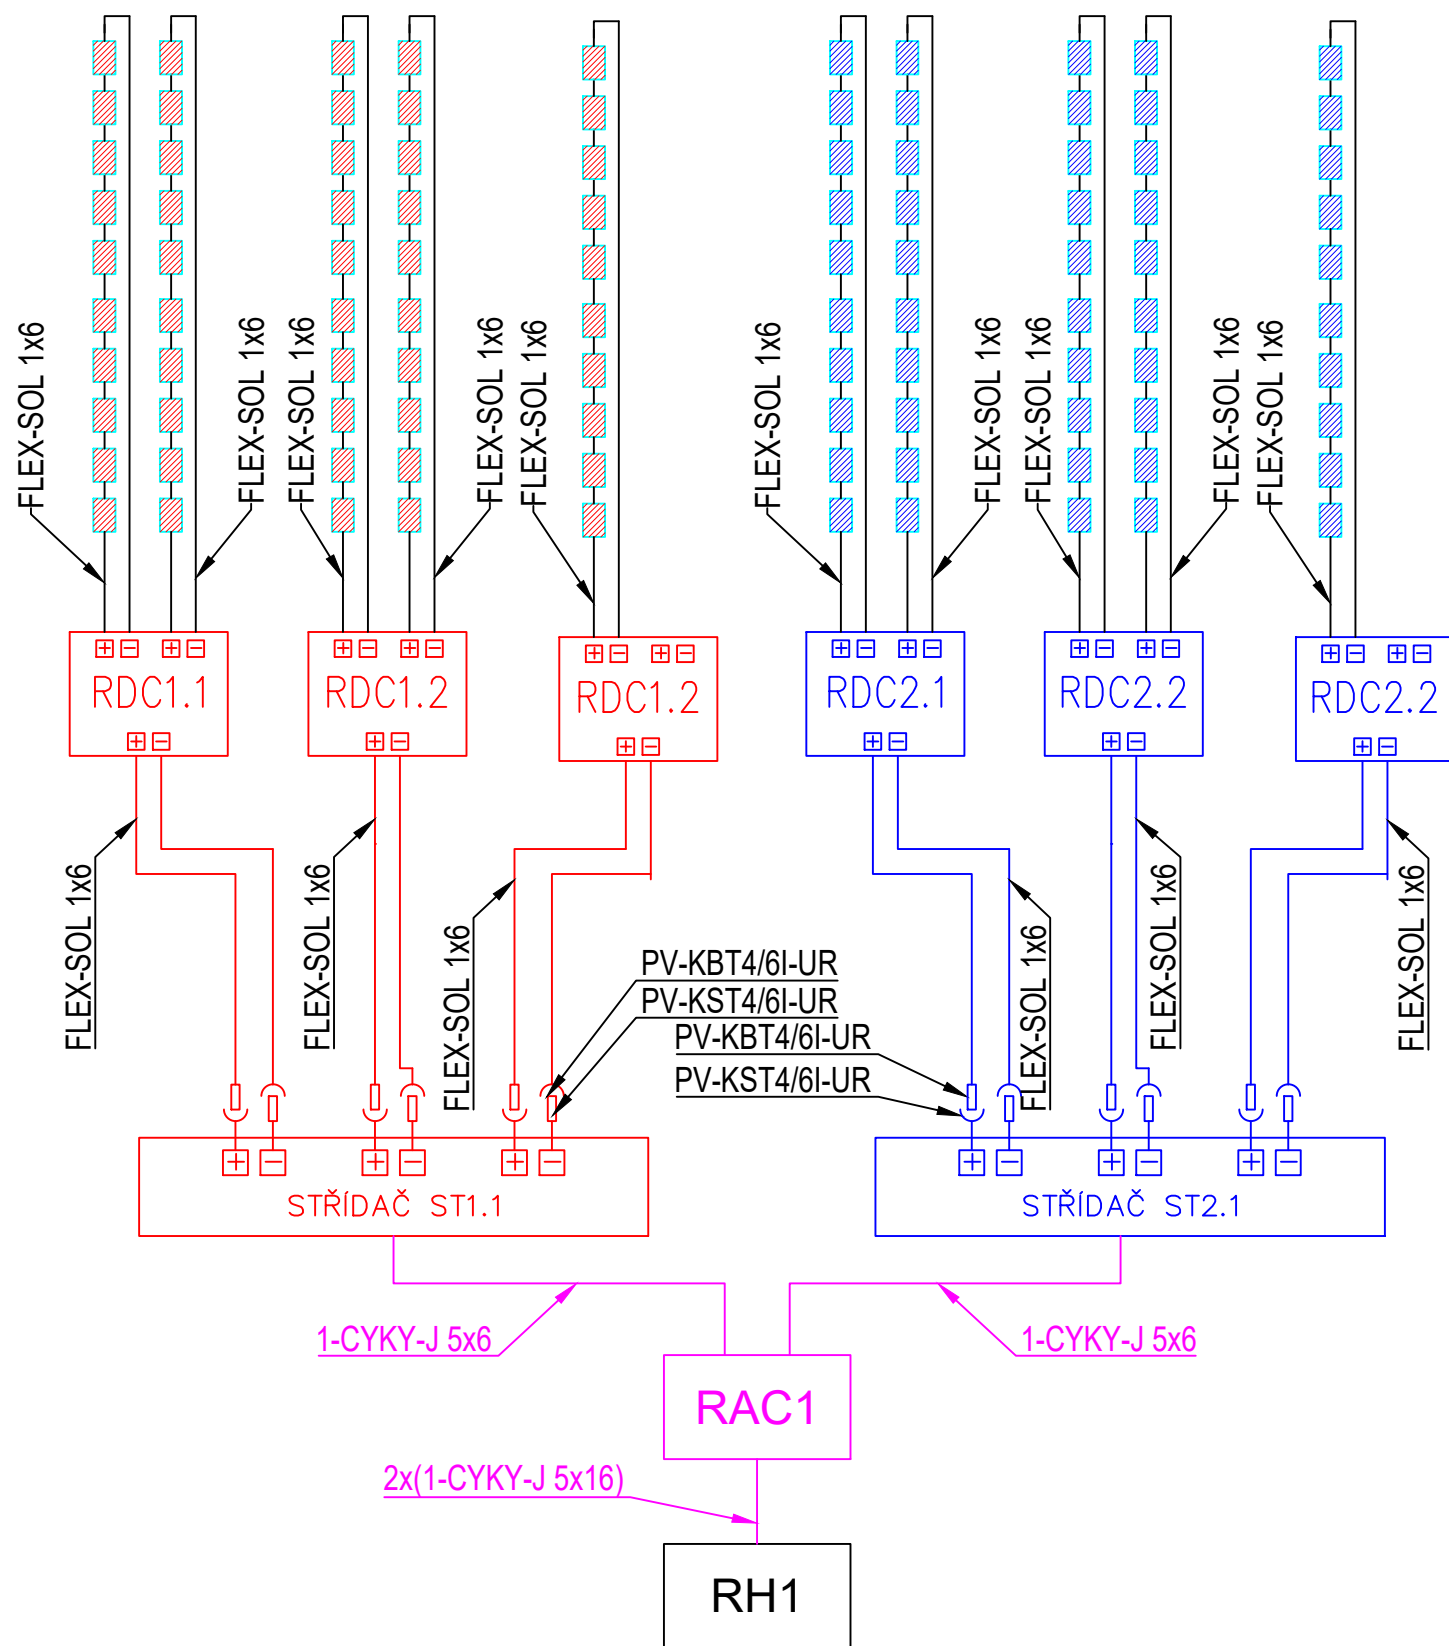 FLEX-SOL 1x6
FLEX-SOL 1x6
FLEX-SOL 1x6
FLEX-SOL 1x6
FLEX-SOL 1x6
FLEX-SOL 1x6
FLEX-SOL 1x6
FLEX-SOL 1x6
FLEX-SOL 1x6
FLEX-SOL 1x6
+ − + −
+ − + −
+ − + −
+ − + −
+ − + −
+ − + −
RDC1.1
RDC1.2
RDC1.2
RDC2.1
RDC2.2
RDC2.2
+ −
+ −
+ −
+ −
+ −
+ −
FLEX-SOL 1x6
FLEX-SOL 1x6
FLEX-SOL 1x6
FLEX-SOL 1x6
FLEX-SOL 1x6
FLEX-SOL 1x6
PV-KBT4/6I-UR
PV-KST4/6I-UR
PV-KBT4/6I-UR
PV-KST4/6I-UR
+ − + − + −
+ − + − + −
STŘÍDAČ ST1.1
STŘÍDAČ ST2.1
1-CYKY-J 5x6
1-CYKY-J 5x6
RAC1
2x(1-CYKY-J 5x16)
RH1